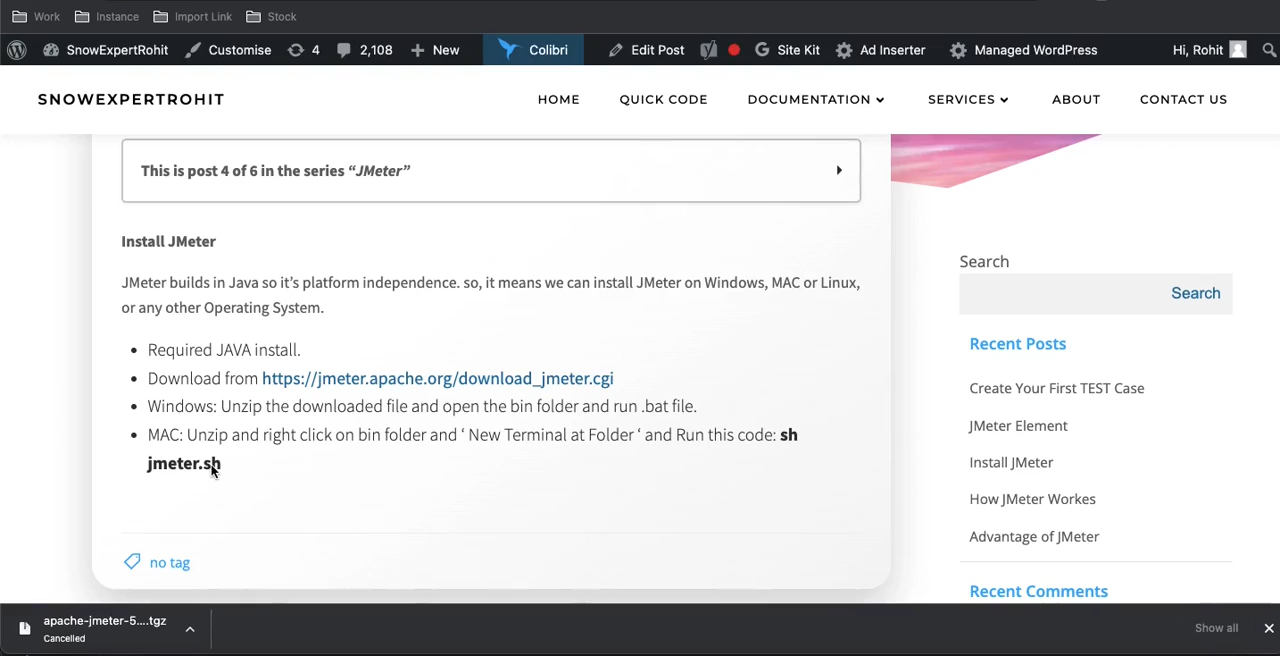 Work Instance Import Link Stock
SnowExpertRohit Customise 4 2,108 New Colibri Edit Post Site Kit Ad Inserter Managed WordPress Hi, Rohit
SNOWEXPERTROHIT HOME QUICK CODE DOCUMENTATION SERVICES ABOUT CONTACT US
This is post 4 of 6 in the series “JMeter”
Install JMeter
JMeter builds in Java so it’s platform independence. so, it means we can install JMeter on Windows, MAC or Linux,
or any other Operating System.
• Required JAVA install.
• Download from https://jmeter.apache.org/download_jmeter.cgi
• Windows: Unzip the downloaded file and open the bin folder and run .bat file.
• MAC: Unzip and right click on bin folder and ‘ New Terminal at Folder ‘ and Run this code: sh
jmeter.sh
no tag
Search
Search
Recent Posts
Create Your First TEST Case
JMeter Element
Install JMeter
How JMeter Workes
Advantage of JMeter
Recent Comments
apache-jmeter-5....tgz
Cancelled
Show all